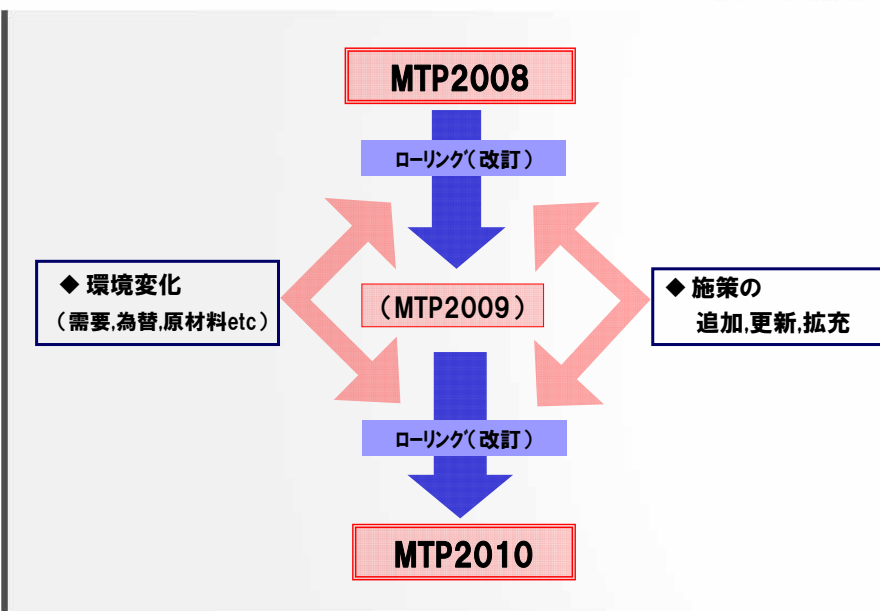 MTP2008
ローリング(改訂)
◆ 環境変化
(需要,為替,原材料etc)
(MTP2009)
◆ 施策の
追加,更新,拡充
ローリング(改訂)
MTP2010